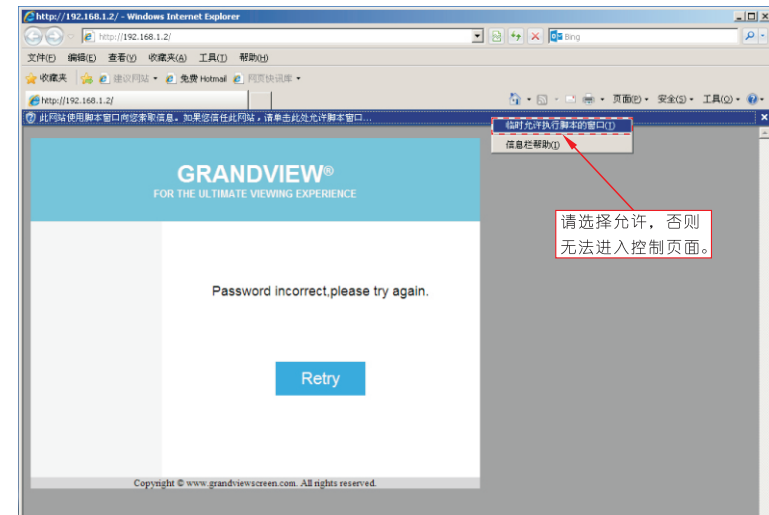 http://192.168.1.2/ - Windows Internet Explorer
http://192.168.1.2/
Bing
文件(F) 编辑(E) 查看(V) 收藏夹(A) 工具(T) 帮助(H)
收藏夹 建议网站 免费 Hotmail 网页快讯库
http://192.168.1.2/
页面(P) 安全(S) 工具(O)
此网站使用脚本窗口向您索取信息。如果您信任此网站，请单击此处允许脚本窗口...
临时允许执行脚本的窗口(T)
信息栏帮助(I)
GRANDVIEW®
FOR THE ULTIMATE VIEWING EXPERIENCE
请选择允许，否则
无法进入控制页面。
Password incorrect,please try again.
Retry
Copyright © www.grandviewscreen.com. All rights reserved.